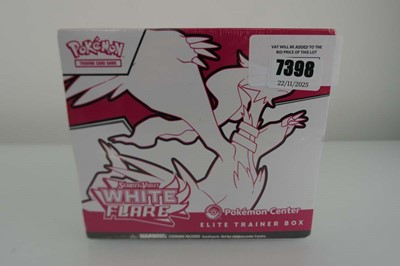 Pokémon
TRADING CARD GAME
VAT WILL BE ADDED TO THE
BID PRICE OF THIS LOT
7398
22/11/2025
SCARLET & VIOLET
WHITE
FLARE
Pokémon Center
ELITE TRAINER BOX
WARNING: